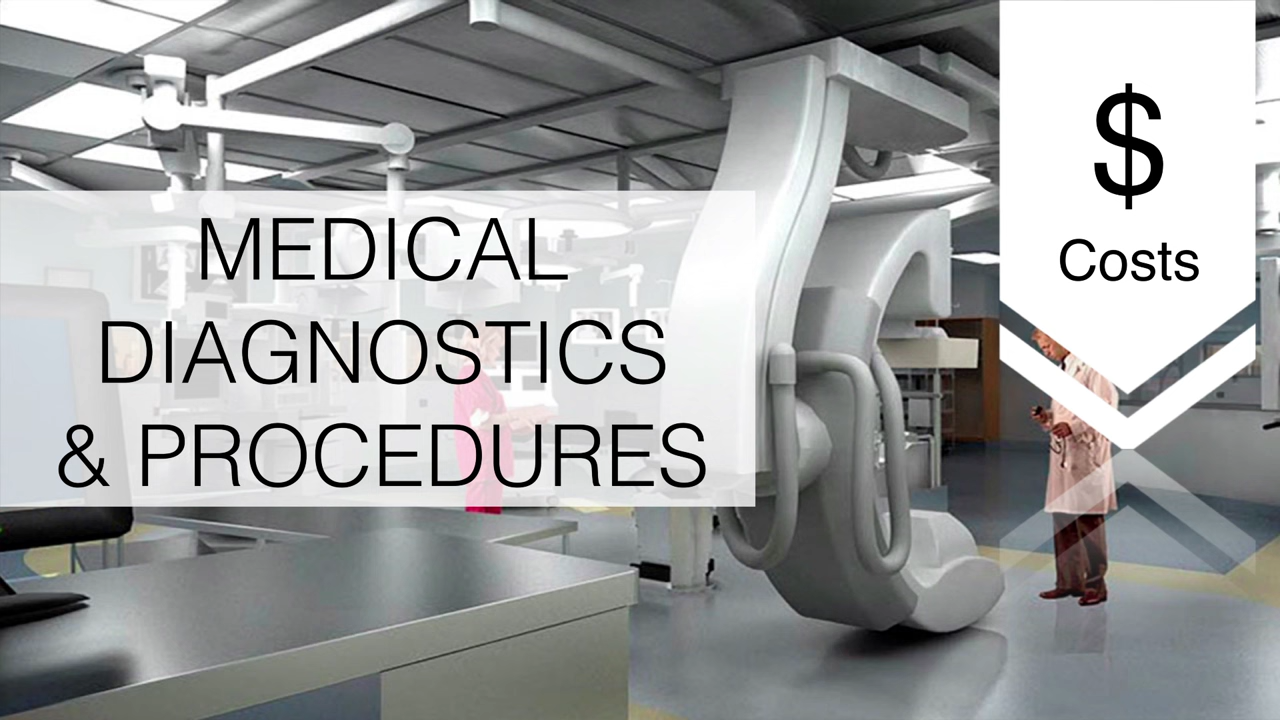 MEDICAL
DIAGNOSTICS
& PROCEDURES
$
Costs